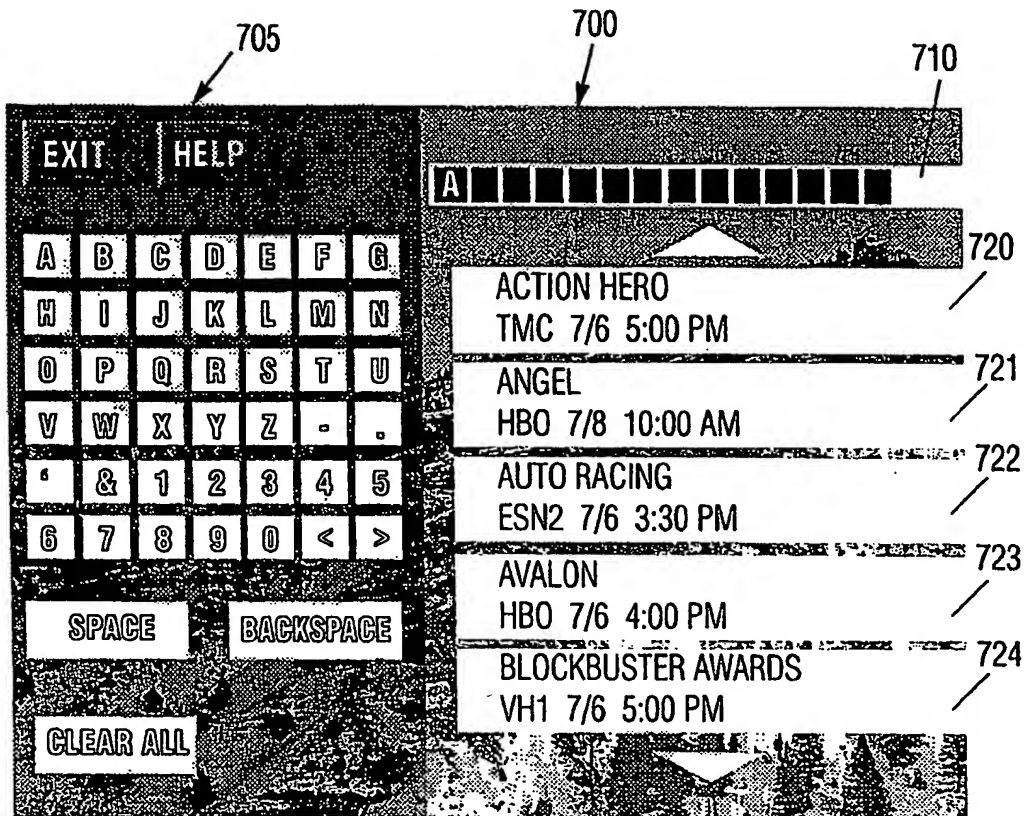 705
700
710
EXIT HELP
A
A B C D E F G
H I J K L M N
O P Q R S T U
V W X Y Z - .
' & 1 2 3 4 5
6 7 8 9 0 < >
SPACE BACKSPACE
CLEAR ALL
720
ACTION HERO
TMC 7/6 5:00 PM
721
ANGEL
HBO 7/8 10:00 AM
722
AUTO RACING
ESN2 7/6 3:30 PM
723
AVALON
HBO 7/6 4:00 PM
724
BLOCKBUSTER AWARDS
VH1 7/6 5:00 PM